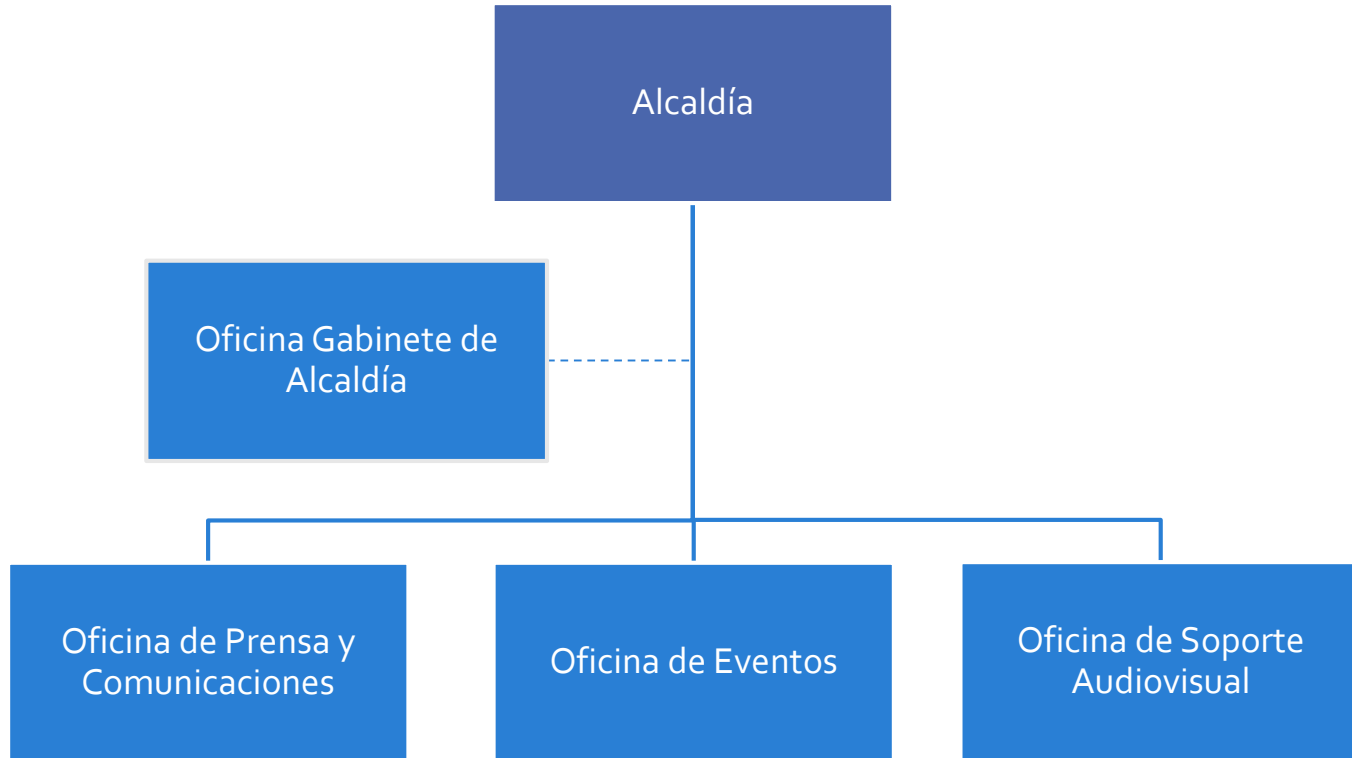 Alcaldía
Oficina Gabinete de
Alcaldía
Oficina de Prensa y
Comunicaciones
Oficina de Eventos
Oficina de Soporte
Audiovisual